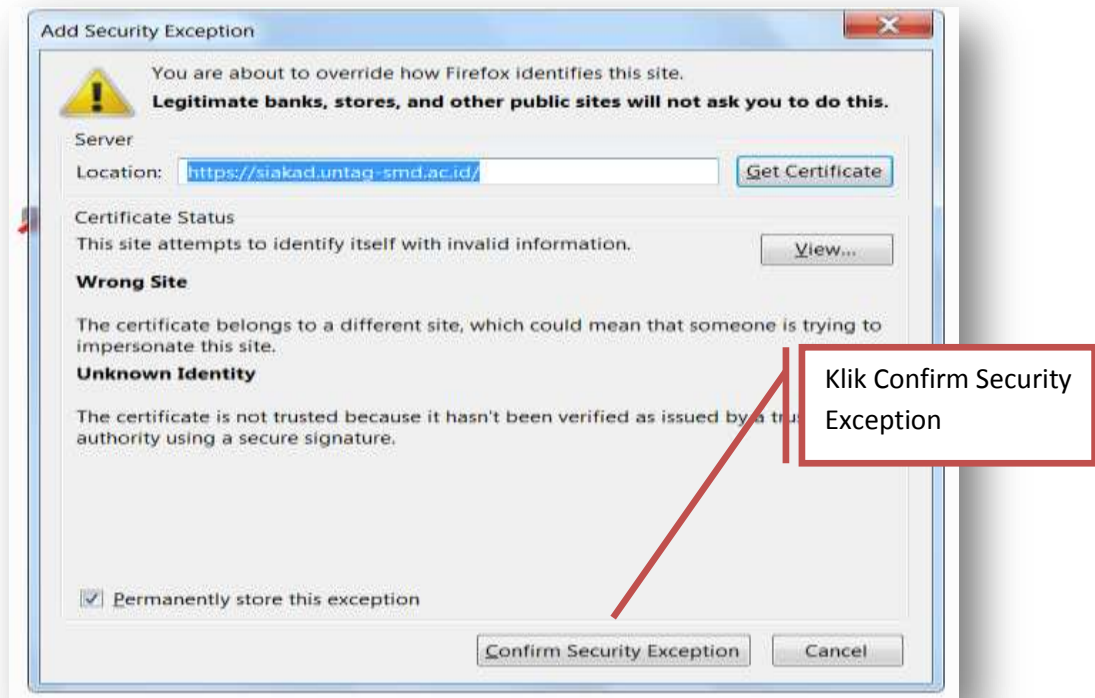 Add Security Exception
You are about to override how Firefox identifies this site.
Legitimate banks, stores, and other public sites will not ask you to do this.
Server
Location: https://siakad.untag-smd.ac.id/ Get Certificate
Certificate Status
This site attempts to identify itself with invalid information.
View...
Wrong Site
The certificate belongs to a different site, which could mean that someone is trying to
impersonate this site.
Unknown Identity
The certificate is not trusted because it hasn't been verified as issued by a
authority using a secure signature.
Klik Confirm Security
Exception
Permanently store this exception
Confirm Security Exception Cancel